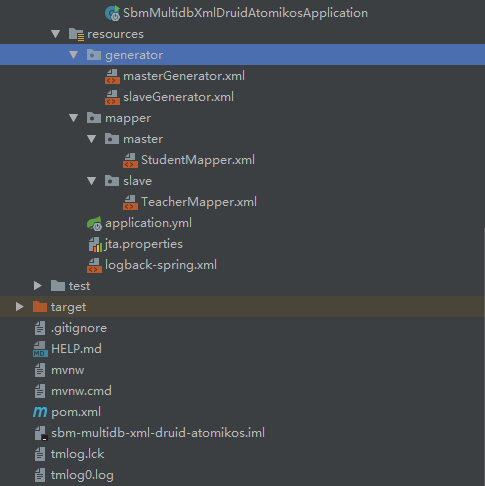 SbmMultidbXmlDruidAtomikosApplication
resources
generator
masterGenerator.xml
slaveGenerator.xml
mapper
master
StudentMapper.xml
slave
TeacherMapper.xml
application.yml
jta.properties
logback-spring.xml
test
target
.gitignore
HELP.md
mvnw
mvnw.cmd
pom.xml
sbm-multidb-xml-druid-atomikos.iml
tmlog.lck
tmlog0.log